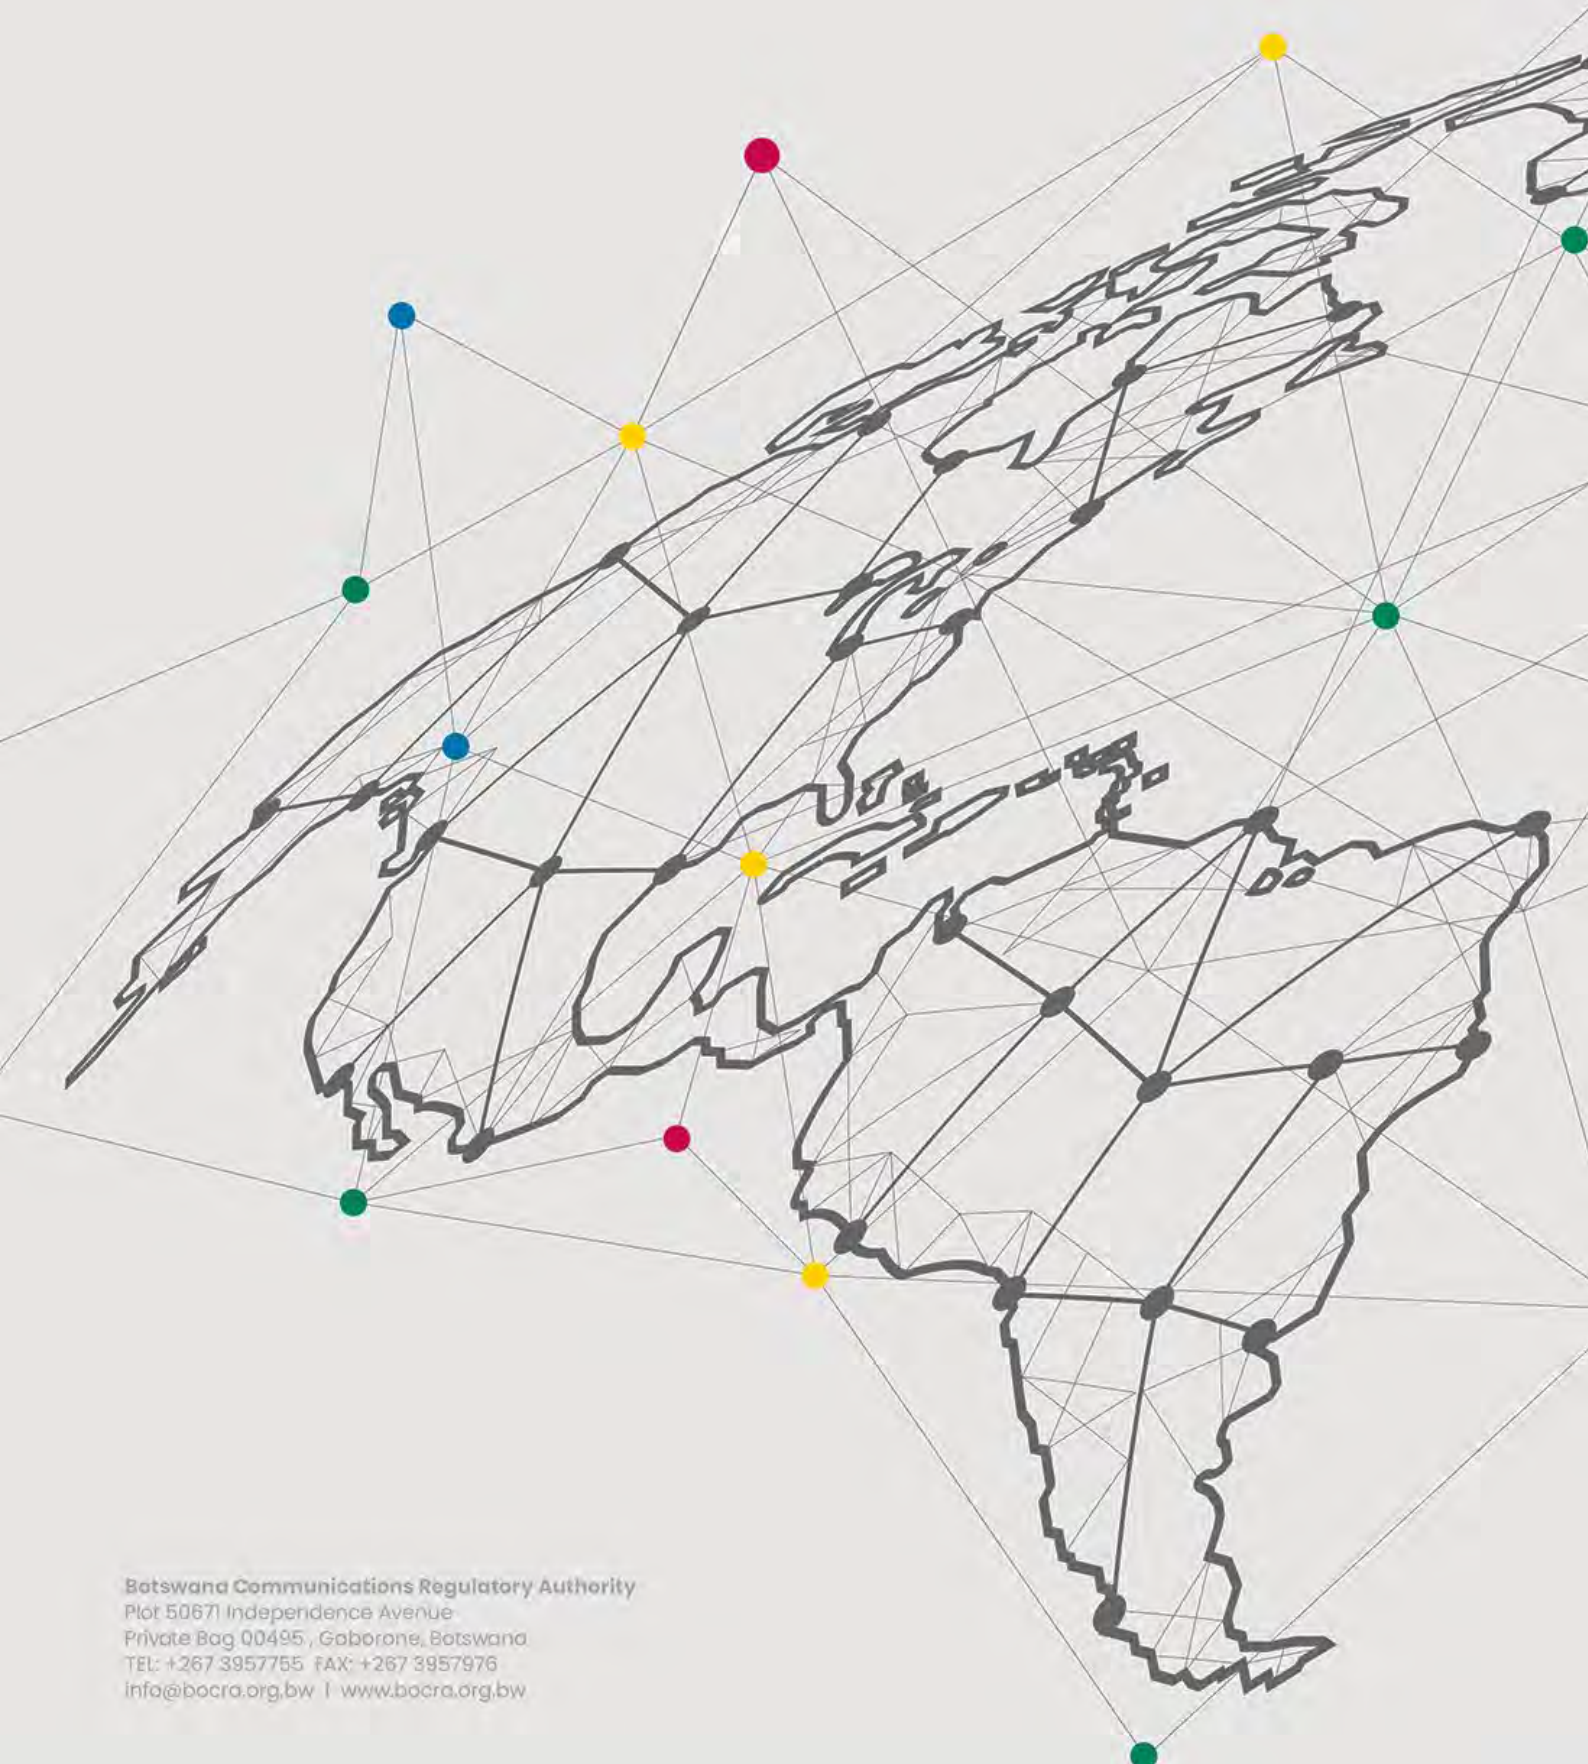 Botswana Communications Regulatory Authority
Plot 50671 Independence Avenue
Private Bag 00495 , Gaborone, Botswana
TEL: +267 3957755 FAX: +267 3957976
info@bocra.org.bw | www.bocra.org.bw